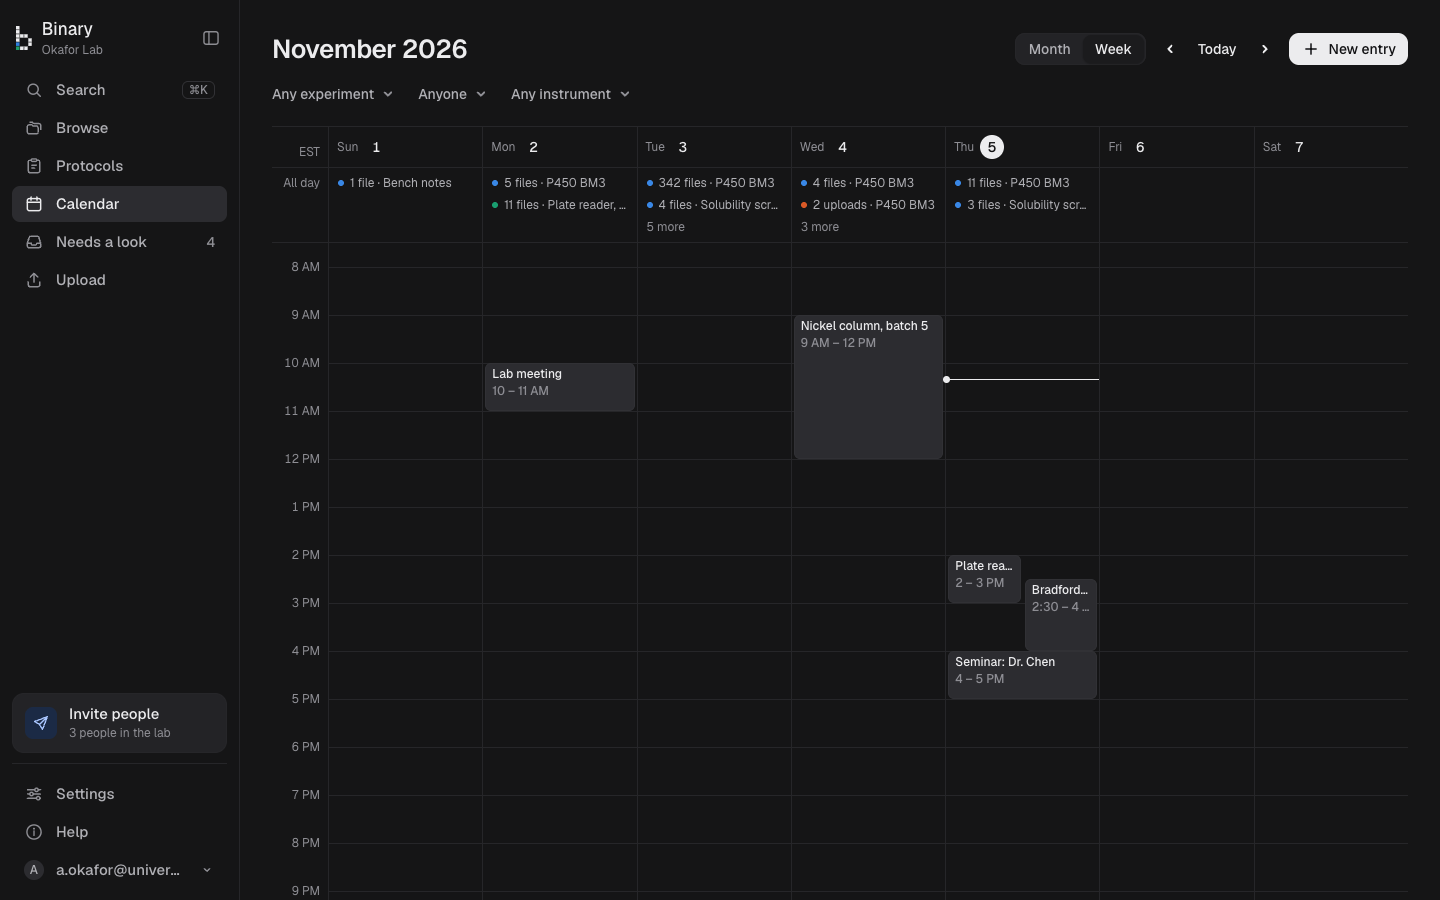 Binary
Okafor Lab
Search ⌘K
Browse
Protocols
Calendar
Needs a look 4
Upload
Invite people
3 people in the lab
Settings
Help
A a.okafor@univer...
November 2026
Month Week Today + New entry
Any experiment Anyone Any instrument
EST Sun 1 Mon 2 Tue 3 Wed 4 Thu 5 Fri 6 Sat 7
All day
1 file · Bench notes
5 files · P450 BM3
11 files · Plate reader, ...
342 files · P450 BM3
4 files · Solubility scr...
5 more
4 files · P450 BM3
2 uploads · P450 BM3
3 more
11 files · P450 BM3
3 files · Solubility scr...
8 AM
9 AM
10 AM
11 AM
12 PM
1 PM
2 PM
3 PM
4 PM
5 PM
6 PM
7 PM
8 PM
9 PM
Lab meeting
10 – 11 AM
Nickel column, batch 5
9 AM – 12 PM
Plate rea...
2 – 3 PM
Bradford...
2:30 – 4 ...
Seminar: Dr. Chen
4 – 5 PM